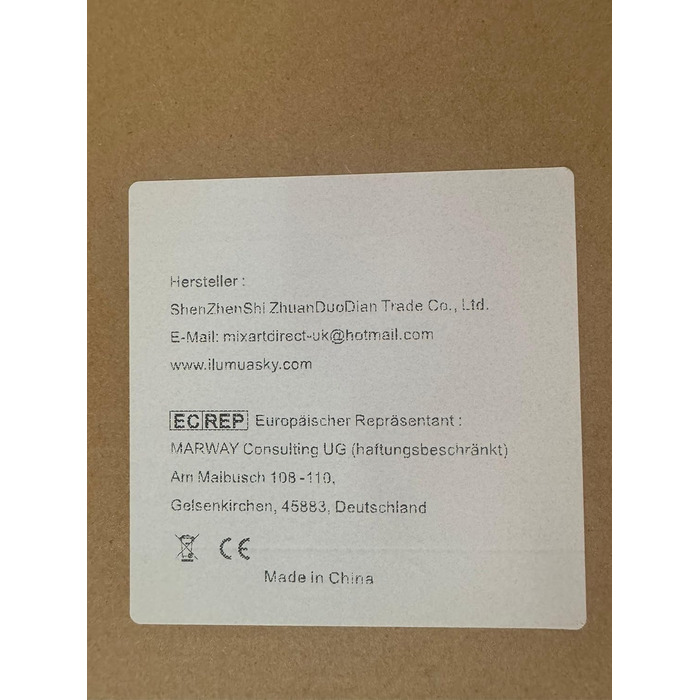 Hersteller :
ShenZhenShi ZhuanDuoDian Trade Co., Ltd.
E-Mail: mixartdirect-uk@hotmail.com
www.ilumuasky.com
EC REP Europäischer Repräsentant :
MARWAY Consulting UG (haftungsbeschränkt)
Am Maibusch 108-110,
Gelsenkirchen, 45883, Deutschland
CE
Made in China